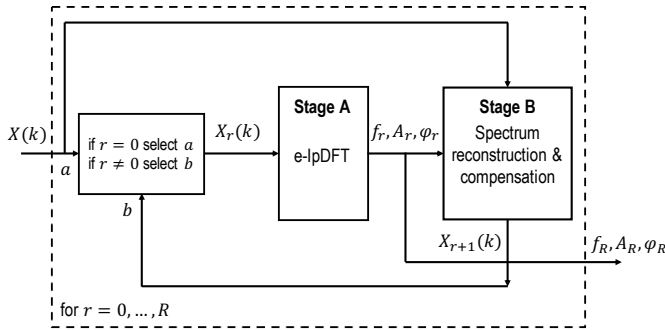 X(k)
a
if r = 0 select a
if r ≠ 0 select b
b
X_r(k)
Stage A
e-IpDFT
f_r, A_r, φ_r
Stage B
Spectrum
reconstruction &
compensation
X_{r+1}(k)
f_R, A_R, φ_R
for r = 0, ..., R